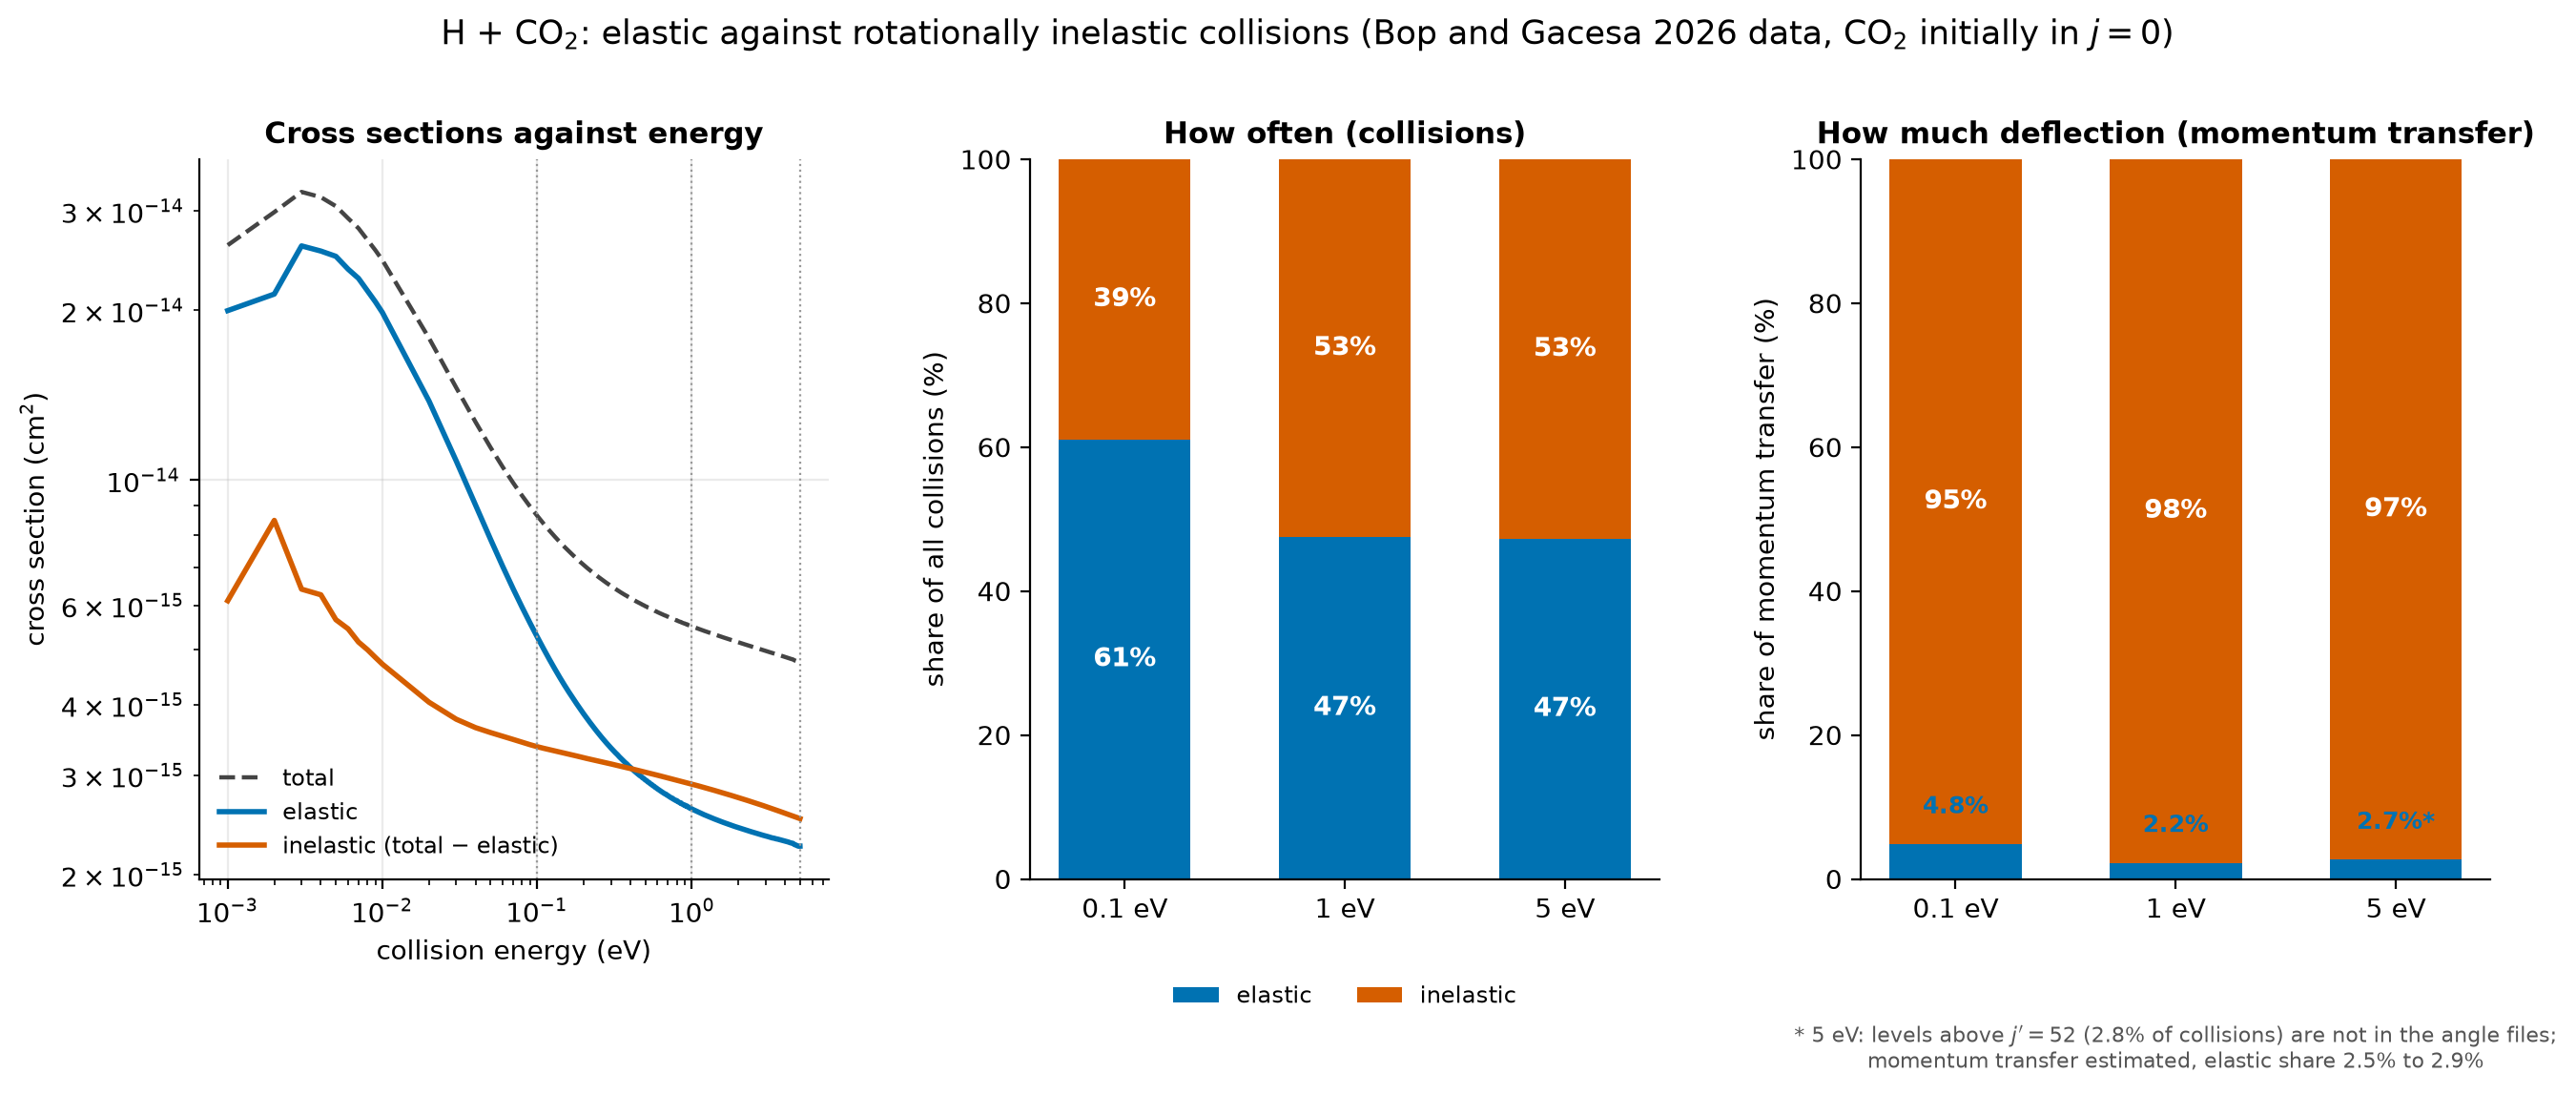 H + CO₂: elastic against rotationally inelastic collisions (Bop and Gacesa 2026 data, CO₂ initially in j = 0)
Cross sections against energy
cross section (cm²)
3 × 10⁻¹⁴
2 × 10⁻¹⁴
10⁻¹⁴
6 × 10⁻¹⁵
4 × 10⁻¹⁵
3 × 10⁻¹⁵
2 × 10⁻¹⁵
total
elastic
inelastic (total − elastic)
10⁻³ 10⁻² 10⁻¹ 10⁰
collision energy (eV)
How often (collisions)
share of all collisions (%)
100
80
60
40
20
0
39% 53% 53%
61% 47% 47%
0.1 eV 1 eV 5 eV
elastic inelastic
How much deflection (momentum transfer)
share of momentum transfer (%)
100
80
60
40
20
0
95% 98% 97%
4.8% 2.2% 2.7%*
0.1 eV 1 eV 5 eV
* 5 eV: levels above j′ = 52 (2.8% of collisions) are not in the angle files;
momentum transfer estimated, elastic share 2.5% to 2.9%